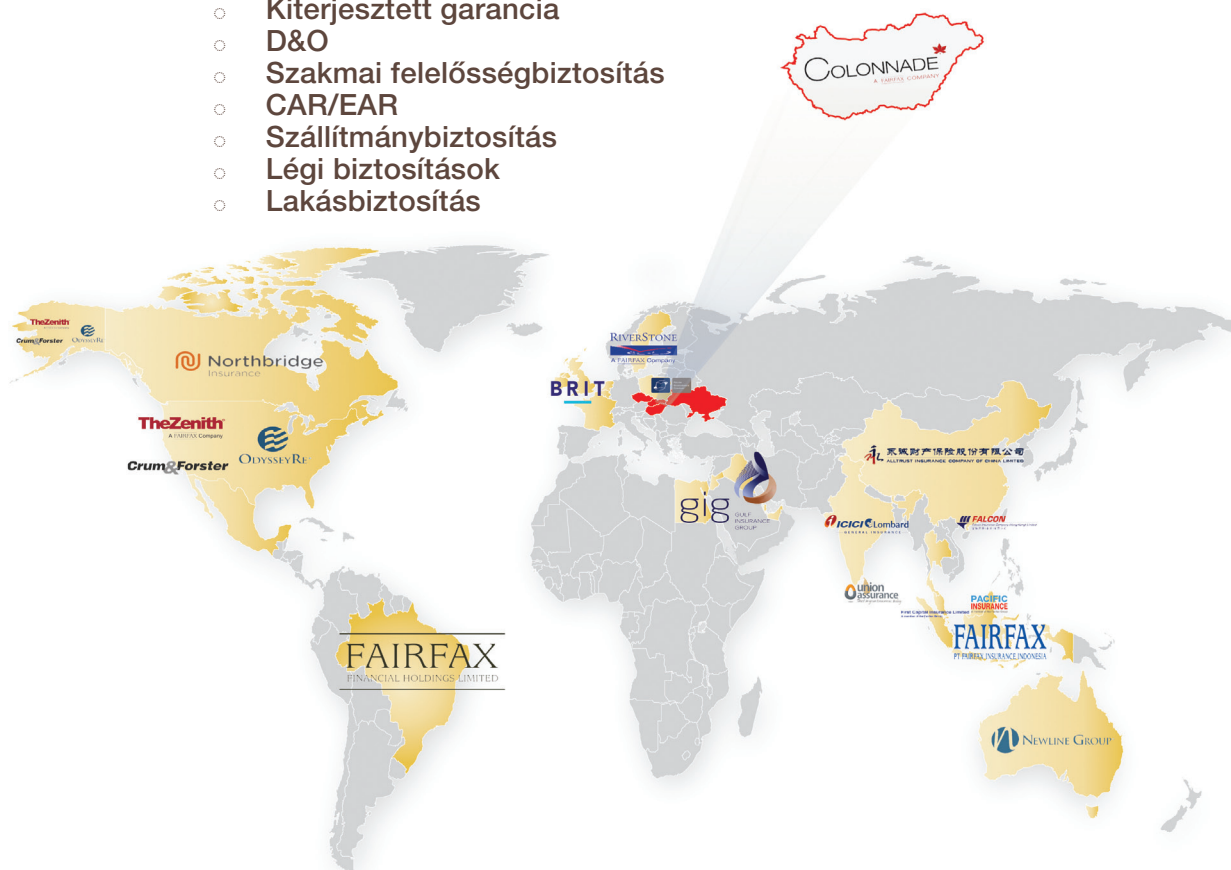 Kiterjesztett garancia
D&O
Szakmai felelősségbiztosítás
CAR/EAR
Szállítmánybiztosítás
Légi biztosítások
Lakásbiztosítás
COLONNADE
A FAIRFAX COMPANY
TheZenith
Crum&Forster
ODYSSEYRE
Northbridge
Insurance
RIVERSTONE
A FAIRFAX Company
BRIT
TheZenith
A FAIRFAX Company
Crum&Forster
ODYSSEYRE
gig
GULF
INSURANCE
GROUP
永诚财产保险股份有限公司
ALLTRUST INSURANCE COMPANY OF CHINA LIMITED
ICICI Lombard
GENERAL INSURANCE
FALCON
union
assurance
First Capital Insurance Limited
PACIFIC
INSURANCE
FAIRFAX
PT FAIRFAX INSURANCE INDONESIA
FAIRFAX
FINANCIAL HOLDINGS LIMITED
NEWLINE GROUP